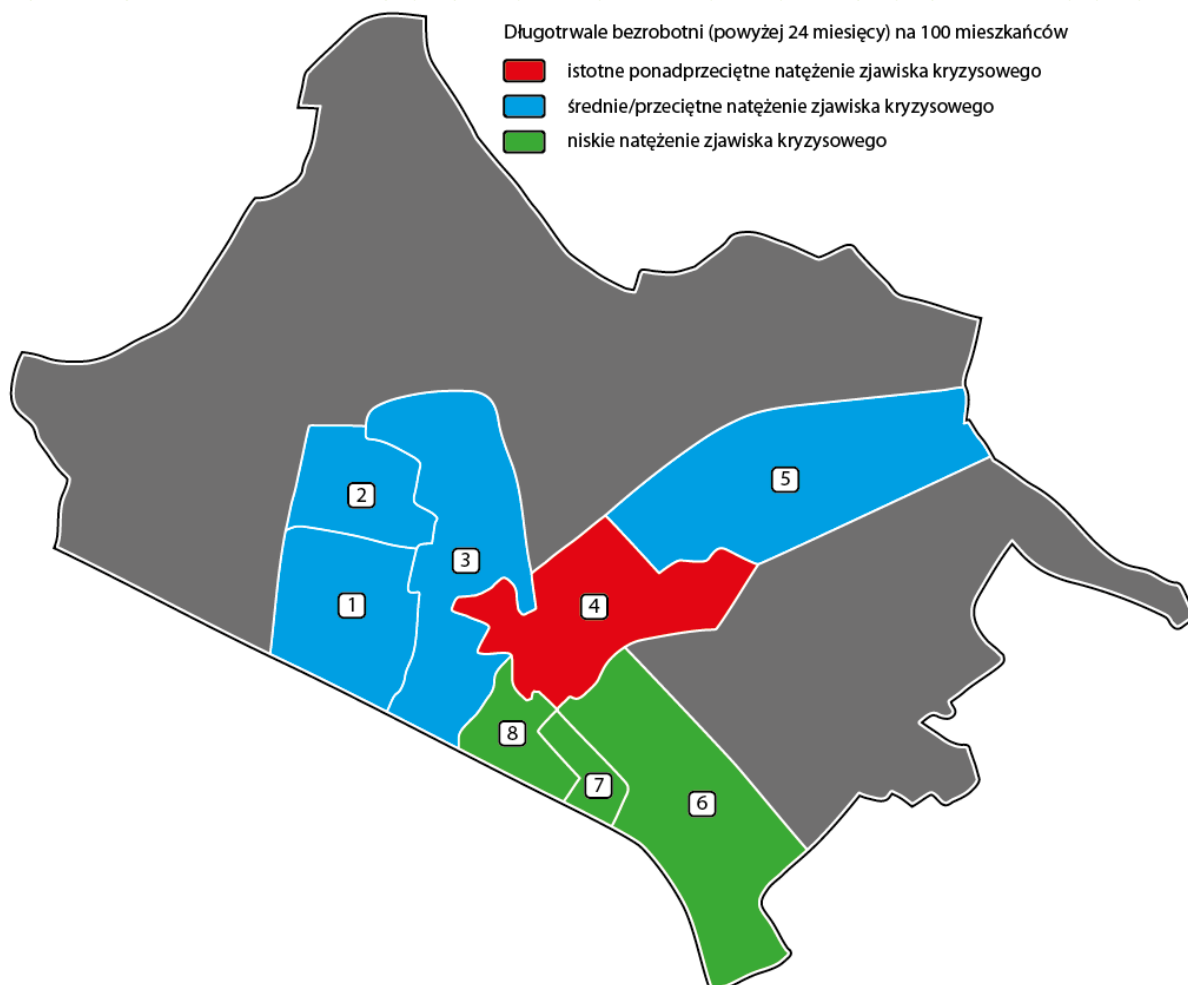 Długotrwale bezrobotni (powyżej 24 miesięcy) na 100 mieszkańców
istotne ponadprzeciętne natężenie zjawiska kryzysowego
średnie/przeciętne natężenie zjawiska kryzysowego
niskie natężenie zjawiska kryzysowego
5
2
3
1
4
8
7
6